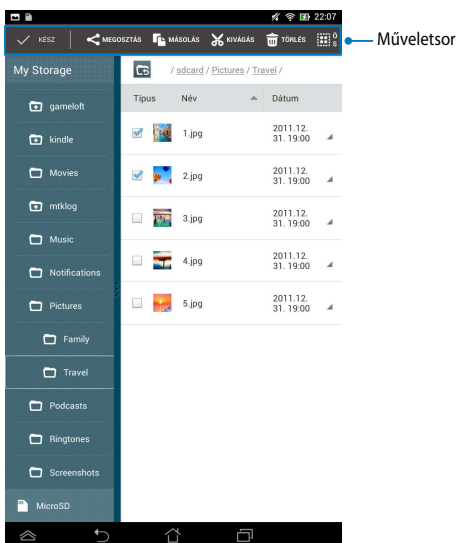 22:07
KÉSZ MEGOSZTÁS MÁSOLÁS KIVÁGÁS TÖRLÉS Ö S
Műveletsor
My Storage
/ sdcard / Pictures / Travel /
Típus Név Dátum
gameloft
kindle
Movies
mtklog
Music
Notifications
Pictures
Family
Travel
Podcasts
Ringtones
Screenshots
MicroSD
1.jpg 2011.12. 31. 19:00
2.jpg 2011.12. 31. 19:00
3.jpg 2011.12. 31. 19:00
4.jpg 2011.12. 31. 19:00
5.jpg 2011.12. 31. 19:00